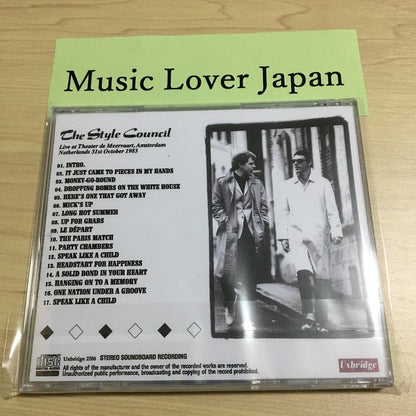 Music Lover Japan
The Style Council
Live at Theater de Meervaart, Amsterdam
Netherlands 31st October 1983
01. INTRO.
02. IT JUST CAME TO PIECES IN MY HANDS
03. MONEY-GO-ROUND
04. DROPPING BOMBS ON THE WHITE HOUSE
05. HERE'S ONE THAT GOT AWAY
06. MICK'S UP
07. LONG HOT SUMMER
08. UP FOR GRABS
09. LE DÉPART
10. THE PARIS MATCH
11. PARTY CHAMBERS
12. SPEAK LIKE A CHILD
13. HEADSTART FOR HAPPINESS
14. A SOLID BOND IN YOUR HEART
15. HANGING ON TO A MEMORY
16. ONE NATION UNDER A GROOVE
17. SPEAK LIKE A CHILD
Uxbridge 2106 STEREO SOUNDBOARD RECORDING
All rights of the manufacturer and the owner of the recorded works are reserved.
Unauthorized public performance, broadcasting and copying of the record prohibited.
Uxbridge